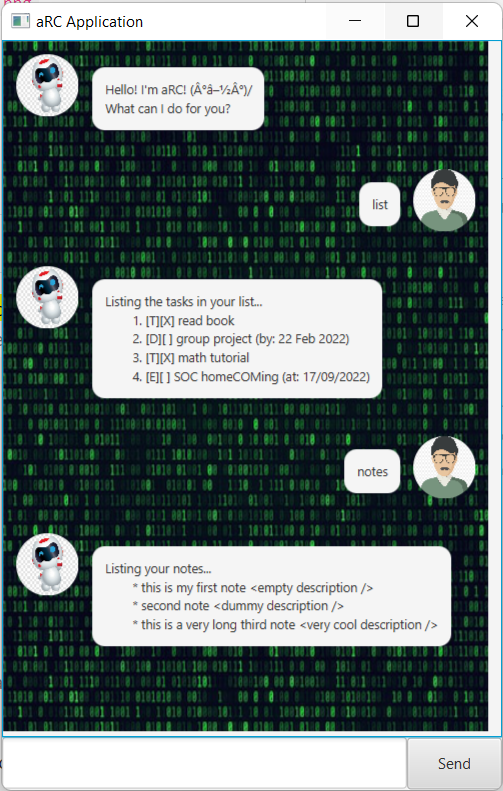 aRC Application
Hello! I'm aRC! (Â°â–½Â°)/
What can I do for you?
list
Listing the tasks in your list...
1. [T][X] read book
2. [D][ ] group project (by: 22 Feb 2022)
3. [T][X] math tutorial
4. [E][ ] SOC homeCOMing (at: 17/09/2022)
notes
Listing your notes...
* this is my first note <empty description />
* second note <dummy description />
* this is a very long third note <very cool description />
Send